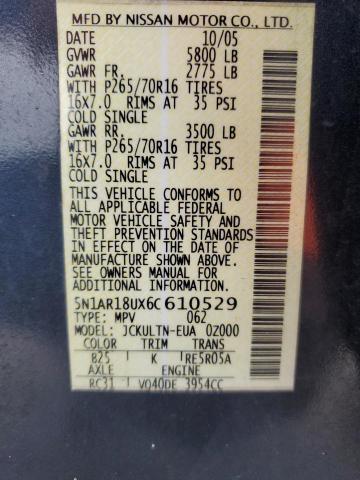 MFD BY NISSAN MOTOR CO., LTD.
DATE 10/05
GVWR 5800 LB
GAWR FR. 2775 LB
WITH P265/70R16 TIRES
16X7.0 RIMS AT 35 PSI
COLD SINGLE
GAWR RR. 3500 LB
WITH P265/70R16 TIRES
16X7.0 RIMS AT 35 PSI
COLD SINGLE
THIS VEHICLE CONFORMS TO
ALL APPLICABLE FEDERAL
MOTOR VEHICLE SAFETY AND
THEFT PREVENTION STANDARDS
IN EFFECT ON THE DATE OF
MANUFACTURE SHOWN ABOVE.
SEE OWNERS MANUAL FOR
ADDITIONAL INFORMATION.
5N1AR18UX6C610529
TYPE: MPV 062
MODEL: JCKULTN-EUA 0Z000
COLOR TRIM TRANS
B25 K RE5R05A
AXLE ENGINE
RC31 VQ40DE 3954CC